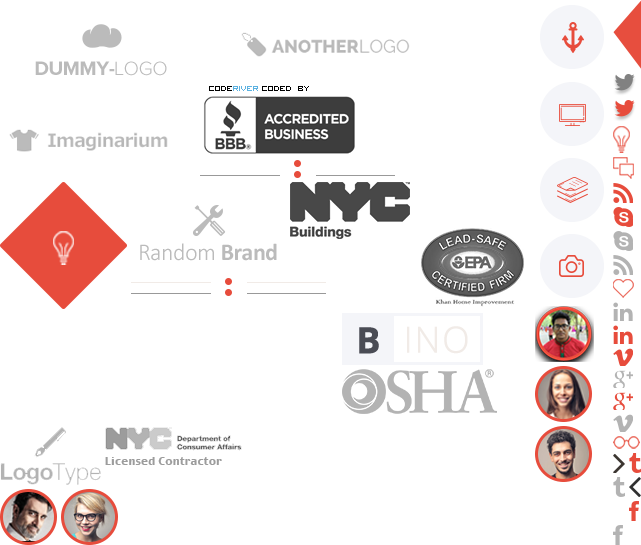 DUMMY-LOGO
ANOTHERLOGO
CODERIVER CODED BY
BBB®
ACCREDITED
BUSINESS
Imaginarium
NYC™
Buildings
Random Brand
LEAD-SAFE
EPA
CERTIFIED FIRM
Khan Home Improvement
B INO
OSHA®
NYC Department of
Consumer Affairs
Licensed Contractor
LogoType
in
in
g+
g+
t
t
f
f